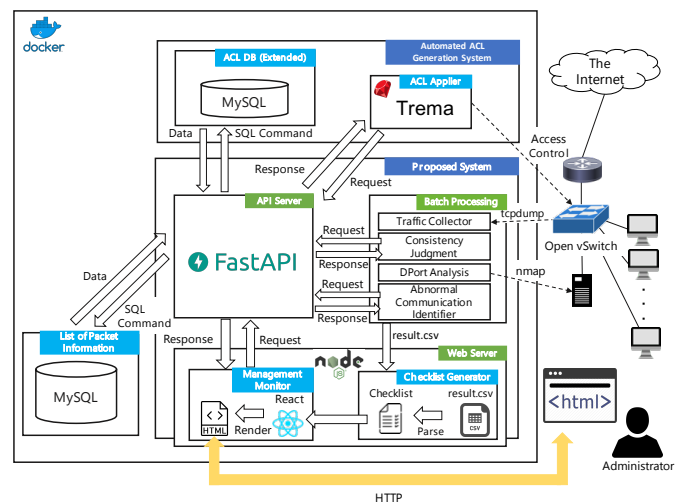 docker
Automated ACL
Generation System
ACL DB (Extended)
MySQL
ACL Applier
Trema
The
Internet
Data
SQL Command
Response
Request
Access
Control
Proposed System
API Server
FastAPI
Batch Processing
Traffic Collector
Consistency
Judgment
DPort Analysis
Abnormal
Communication
Identifier
Request
Response
Request
Response
tcpdump
nmap
Open vSwitch
Data
SQL
Command
List of Packet
Information
MySQL
Response
Request
result.csv
node
JS
Web Server
Management
Monitor
React
HTML
Render
Checklist Generator
Checklist
result.csv
CSV
Parse
<html>
Administrator
HTTP